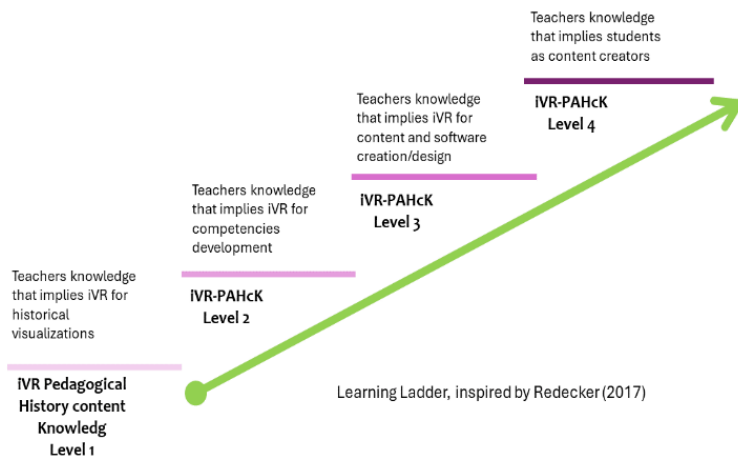 Teachers knowledge
that implies iVR for
historical
visualizations
iVR Pedagogical
History content
Knowledg
Level 1
Teachers knowledge
that implies iVR for
competencies
development
iVR-PAHcK
Level 2
Teachers knowledge
that implies iVR for
content and software
creation/design
iVR-PAHcK
Level 3
Teachers knowledge
that implies students
as content creators
iVR-PAHcK
Level 4
Learning Ladder, inspired by Redecker (2017)